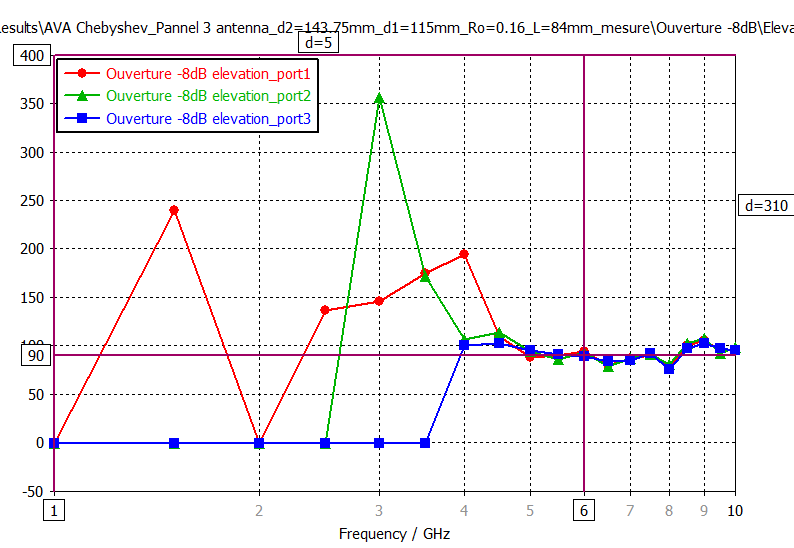 esults\AVA Chebyshev_Pannel 3 antenna_d2=143.75mm_d1=115mm_Ro=0.16_L=84mm_mesure\Ouverture -8dB\Eleva
d=5
400
Ouverture -8dB elevation_port1
350
Ouverture -8dB elevation_port2
Ouverture -8dB elevation_port3
300
250
d=310
200
150
100
90
50
0
-50
1 2 3 4 5 6 7 8 9 10
Frequency / GHz